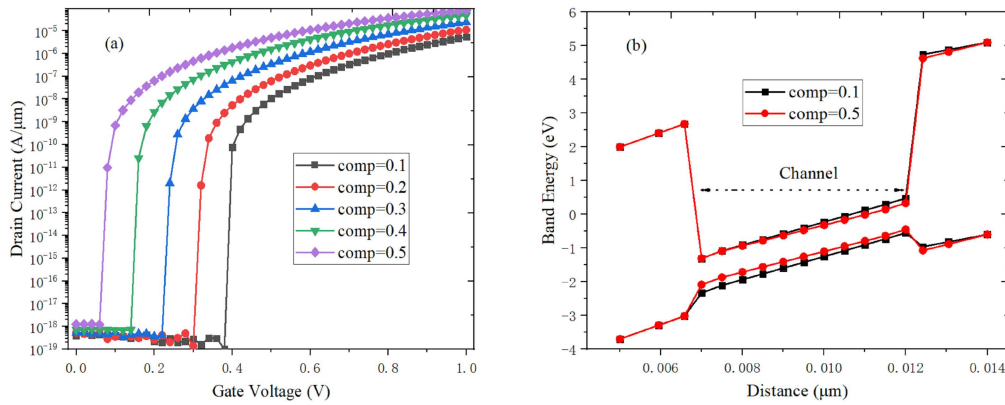 (a)
Drain Current (A/μm)
10⁻⁵
10⁻⁶
10⁻⁷
10⁻⁸
10⁻⁹
10⁻¹⁰
10⁻¹¹
10⁻¹²
10⁻¹³
10⁻¹⁴
10⁻¹⁵
10⁻¹⁶
10⁻¹⁷
10⁻¹⁸
10⁻¹⁹
comp=0.1
comp=0.2
comp=0.3
comp=0.4
comp=0.5
0.0 0.2 0.4 0.6 0.8 1.0
Gate Voltage (V)
(b)
Band Energy (eV)
6
5
4
3
2
1
0
−1
−2
−3
−4
comp=0.1
comp=0.5
Channel
0.006 0.008 0.010 0.012 0.014
Distance (μm)